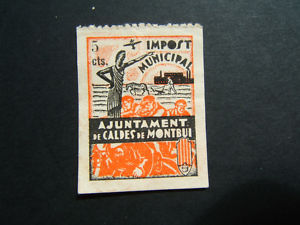 5
cts.
IMPOST
MUNICIPAL
AJUNTAMENT
DE CALDES DE MONTBUI